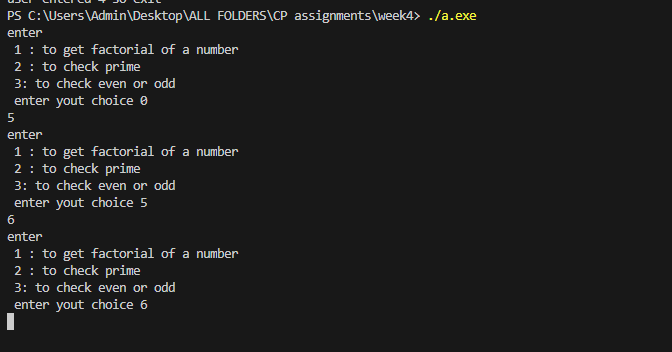 user entered 4 so exit
PS C:\Users\Admin\Desktop\ALL FOLDERS\CP assignments\week4> ./a.exe
enter
1 : to get factorial of a number
2 : to check prime
3: to check even or odd
enter yout choice 0
5
enter
1 : to get factorial of a number
2 : to check prime
3: to check even or odd
enter yout choice 5
6
enter
1 : to get factorial of a number
2 : to check prime
3: to check even or odd
enter yout choice 6